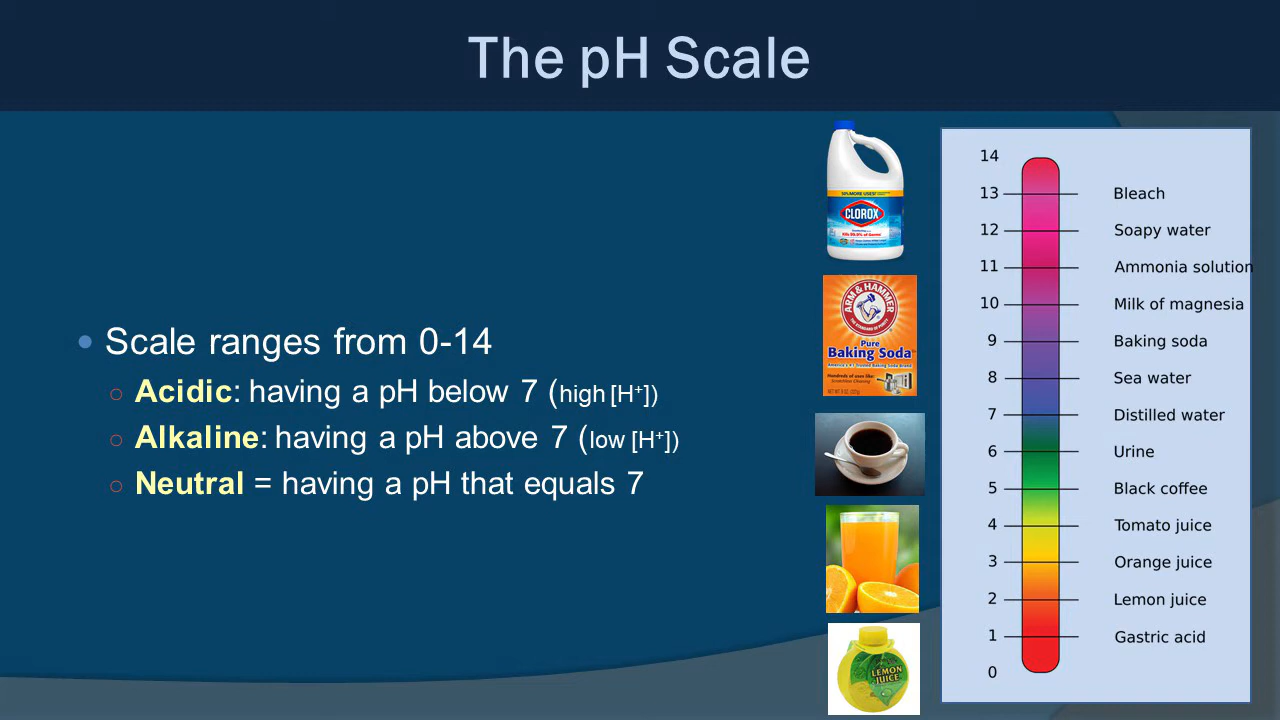 The pH Scale
Scale ranges from 0-14
Acidic: having a pH below 7 (high [H⁺])
Alkaline: having a pH above 7 (low [H⁺])
Neutral = having a pH that equals 7
CLOROX
ARM & HAMMER
Pure
Baking Soda
LEMON
JUICE
14
13 Bleach
12 Soapy water
11 Ammonia solution
10 Milk of magnesia
9 Baking soda
8 Sea water
7 Distilled water
6 Urine
5 Black coffee
4 Tomato juice
3 Orange juice
2 Lemon juice
1 Gastric acid
0